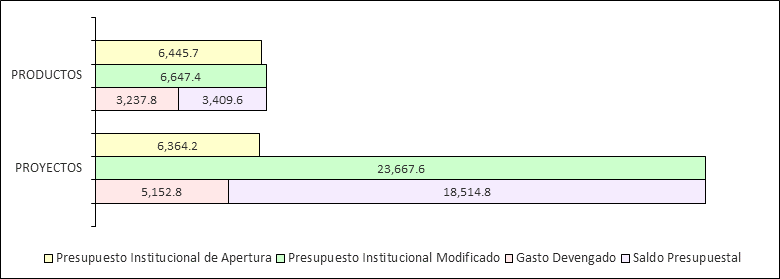 6,445.7
PRODUCTOS
6,647.4
3,237.8 3,409.6
6,364.2
PROYECTOS
23,667.6
5,152.8 18,514.8
Presupuesto Institucional de Apertura Presupuesto Institucional Modificado Gasto Devengado Saldo Presupuestal